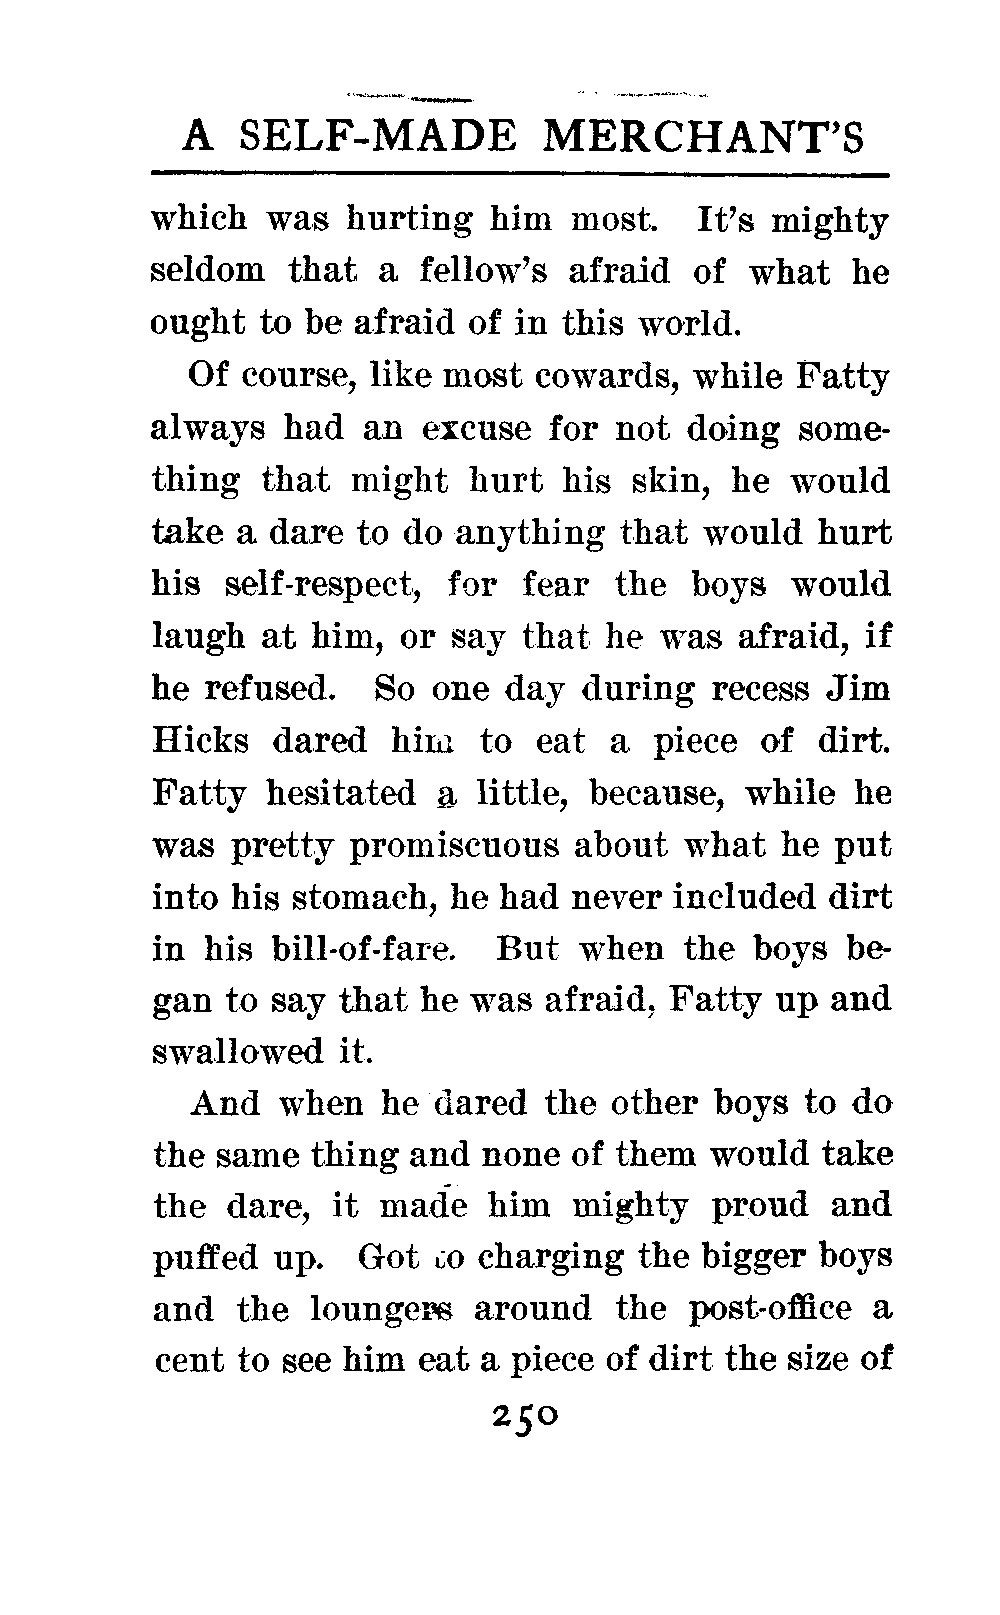 A SELF-MADE MERCHANT'S
which was hurting him most. It's mighty
seldom that a fellow's afraid of what he
ought to be afraid of in this world.
Of course, like most cowards, while Fatty
always had an excuse for not doing some-
thing that might hurt his skin, he would
take a dare to do anything that would hurt
his self-respect, for fear the boys would
laugh at him, or say that he was afraid, if
he refused. So one day during recess Jim
Hicks dared him to eat a piece of dirt.
Fatty hesitated a little, because, while he
was pretty promiscuous about what he put
into his stomach, he had never included dirt
in his bill-of-fare. But when the boys be-
gan to say that he was afraid, Fatty up and
swallowed it.
And when he dared the other boys to do
the same thing and none of them would take
the dare, it made him mighty proud and
puffed up. Got to charging the bigger boys
and the loungers around the post-office a
cent to see him eat a piece of dirt the size of
250